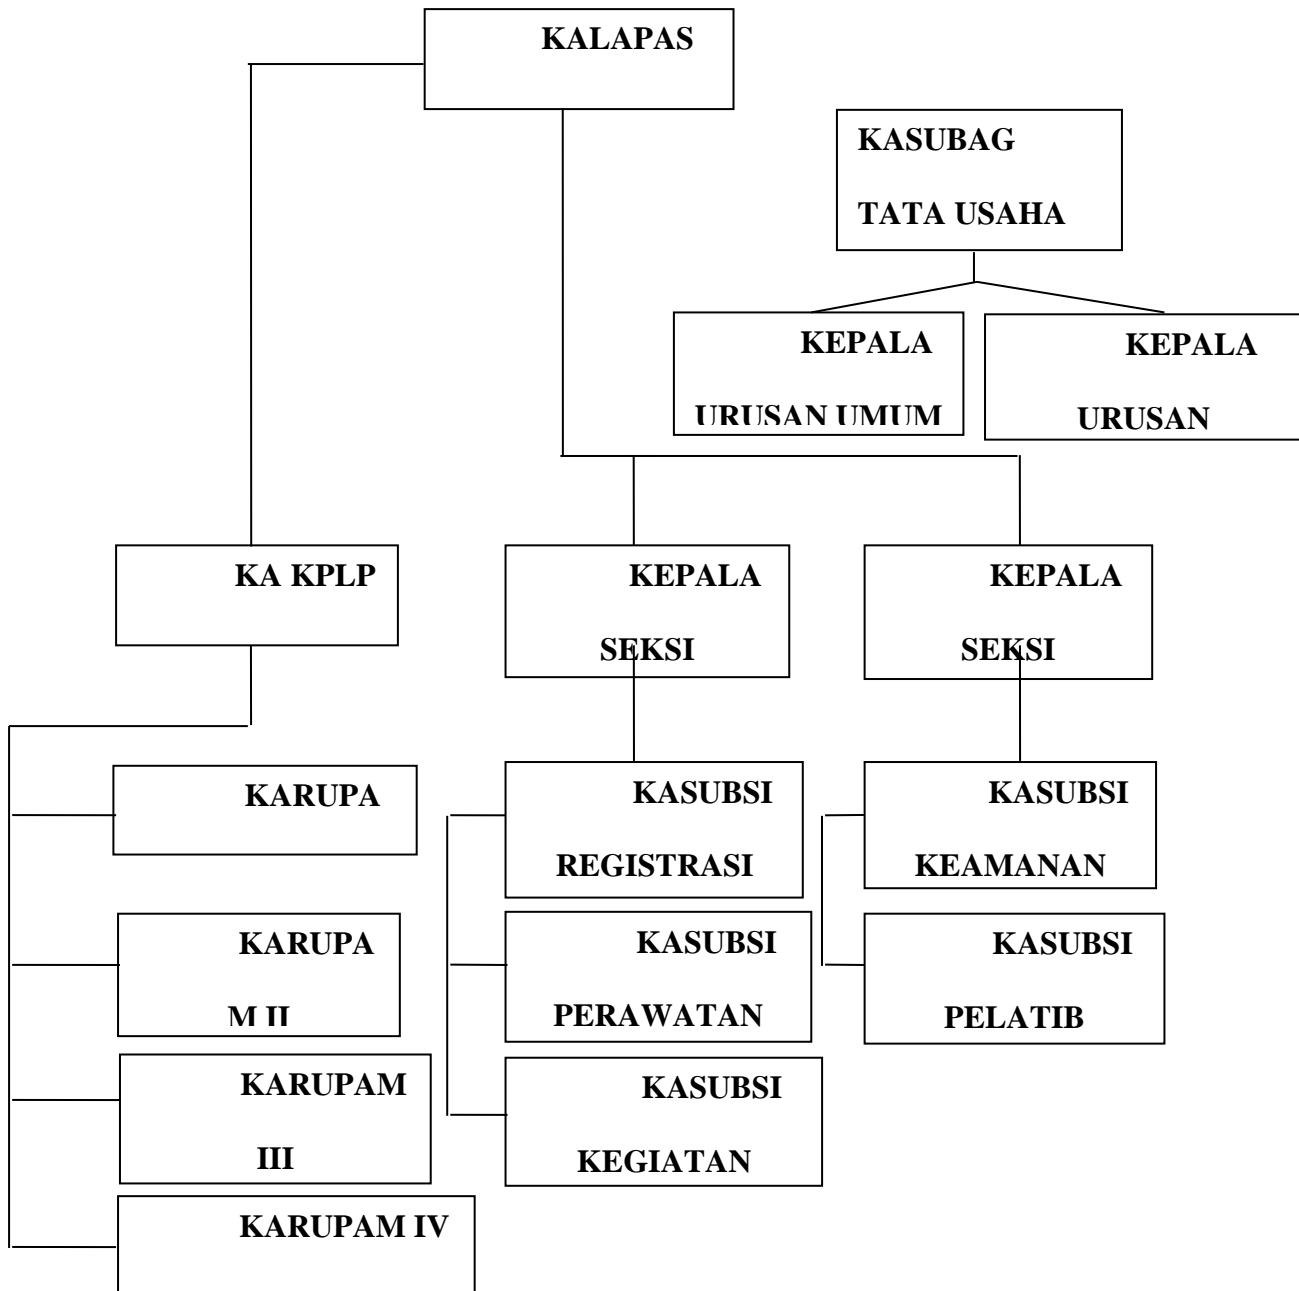 KALAPAS
KASUBAG
TATA USAHA
KEPALA
URUSAN UMUM
KEPALA
URUSAN
KA KPLP
KEPALA
SEKSI
KEPALA
SEKSI
KARUPA
KARUPA
M II
KARUPAM
III
KARUPAM IV
KASUBSI
REGISTRASI
KASUBSI
PERAWATAN
KASUBSI
KEGIATAN
KASUBSI
KEAMANAN
KASUBSI
PELATIB